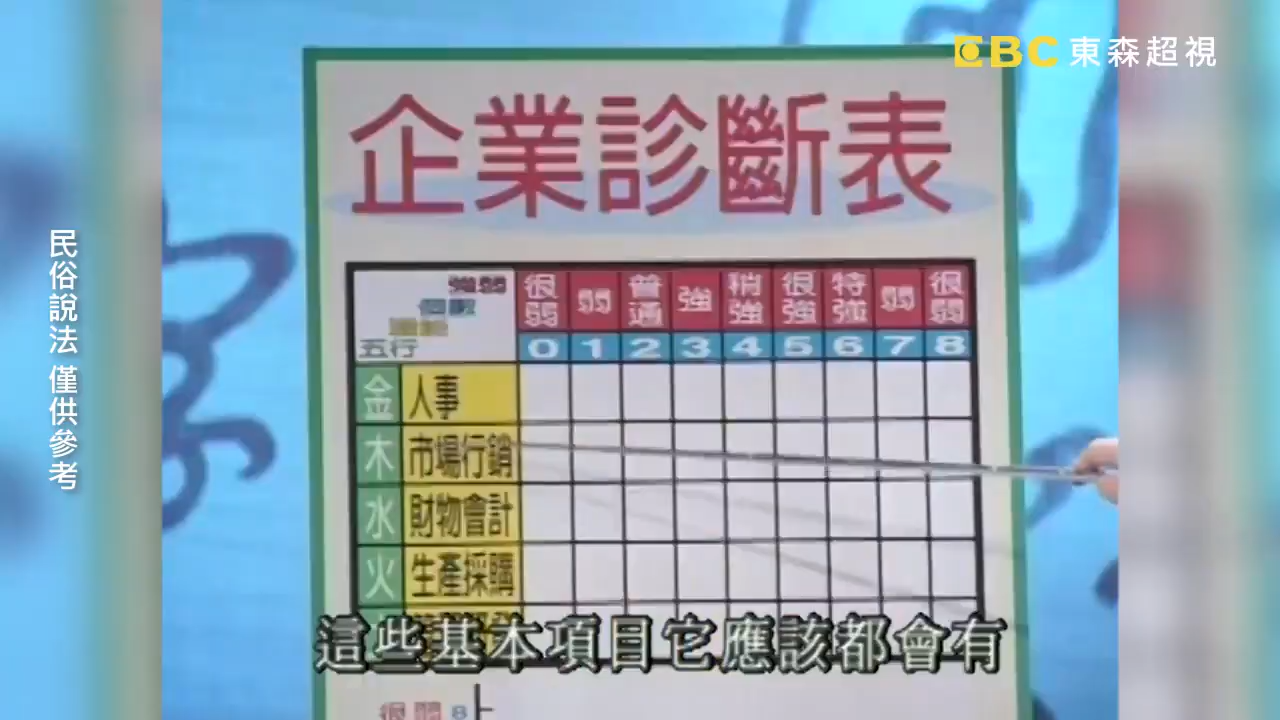 EBC 東森超視
企業診斷表
民俗說法 僅供參考
強弱
個數
五行
很弱 弱 普通 強 稍強 很強 特強 弱 很弱
0 1 2 3 4 5 6 7 8
金 人事
木 市場行銷
水 財物會計
火 生產採購
這些基本項目它應該都會有
很弱 8